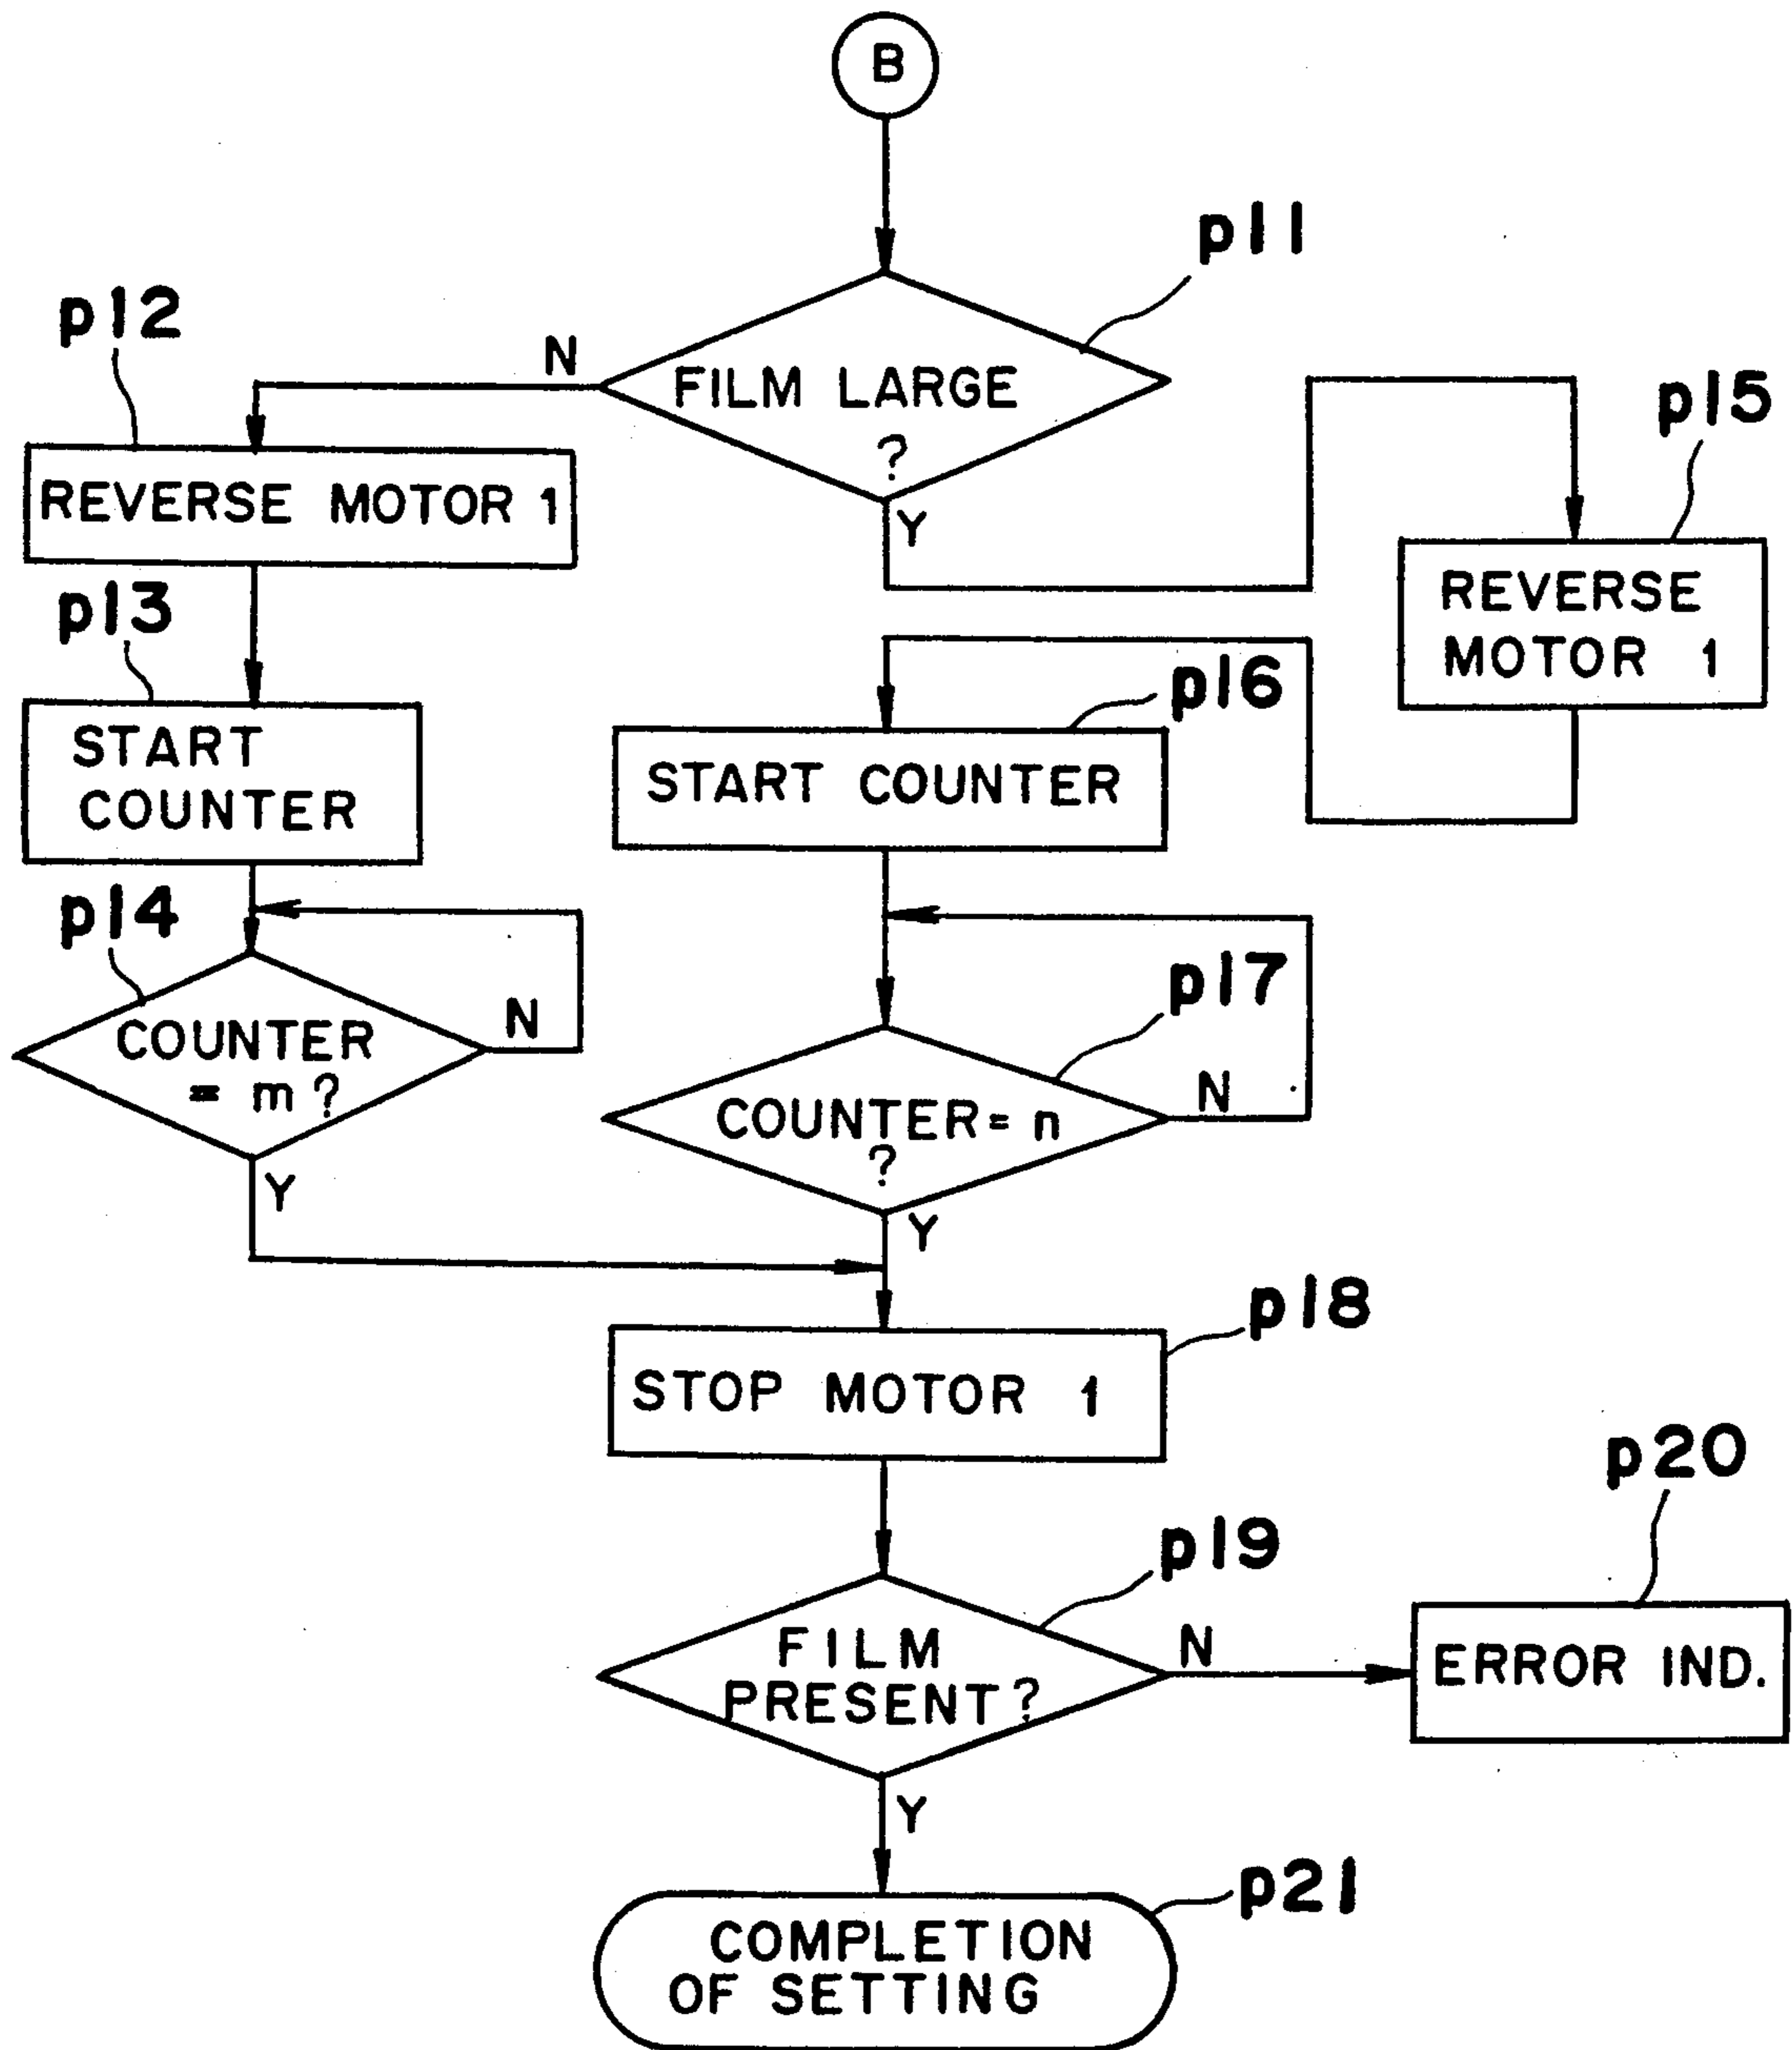 B
p11
p12
N
FILM LARGE
?
Y
p15
REVERSE MOTOR 1
REVERSE
MOTOR 1
p13
p16
START
COUNTER
START COUNTER
p14
p17
COUNTER
= m ?
N
Y
COUNTER = n
?
N
Y
p18
STOP MOTOR 1
p19
p20
FILM
PRESENT ?
N
ERROR IND.
Y
p21
COMPLETION
OF SETTING